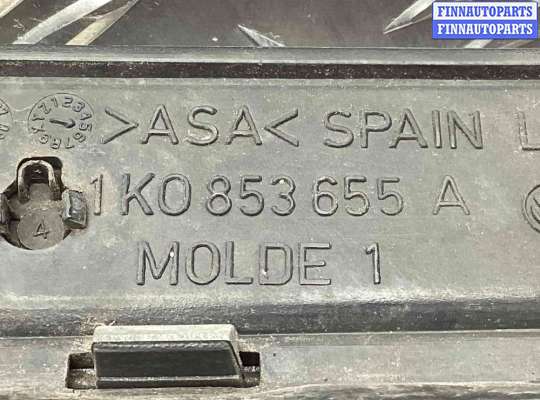 FINNAUTOPARTS
FINNAUTOPARTS
>ASA< SPAIN L
1K0 853 655 A
4
MOLDE 1